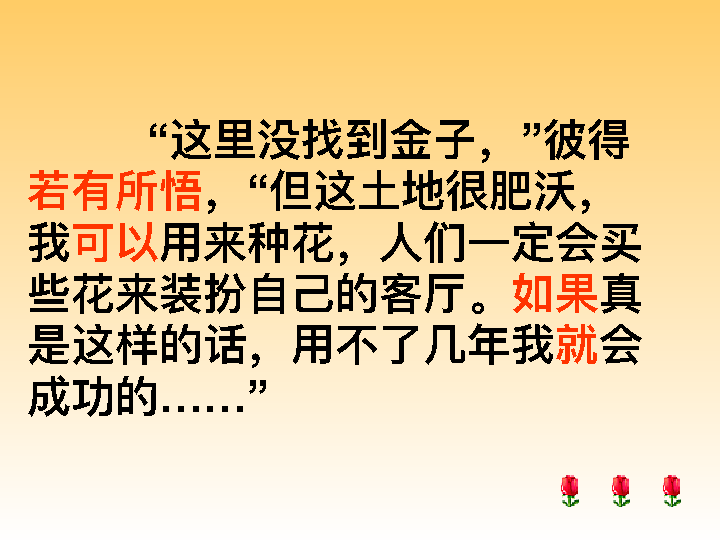 “这里没找到金子，”彼得
若有所悟，“但这土地很肥沃，
我可以用来种花，人们一定会买
些花来装扮自己的客厅。如果真
是这样的话，用不了几年我就会
成功的……”